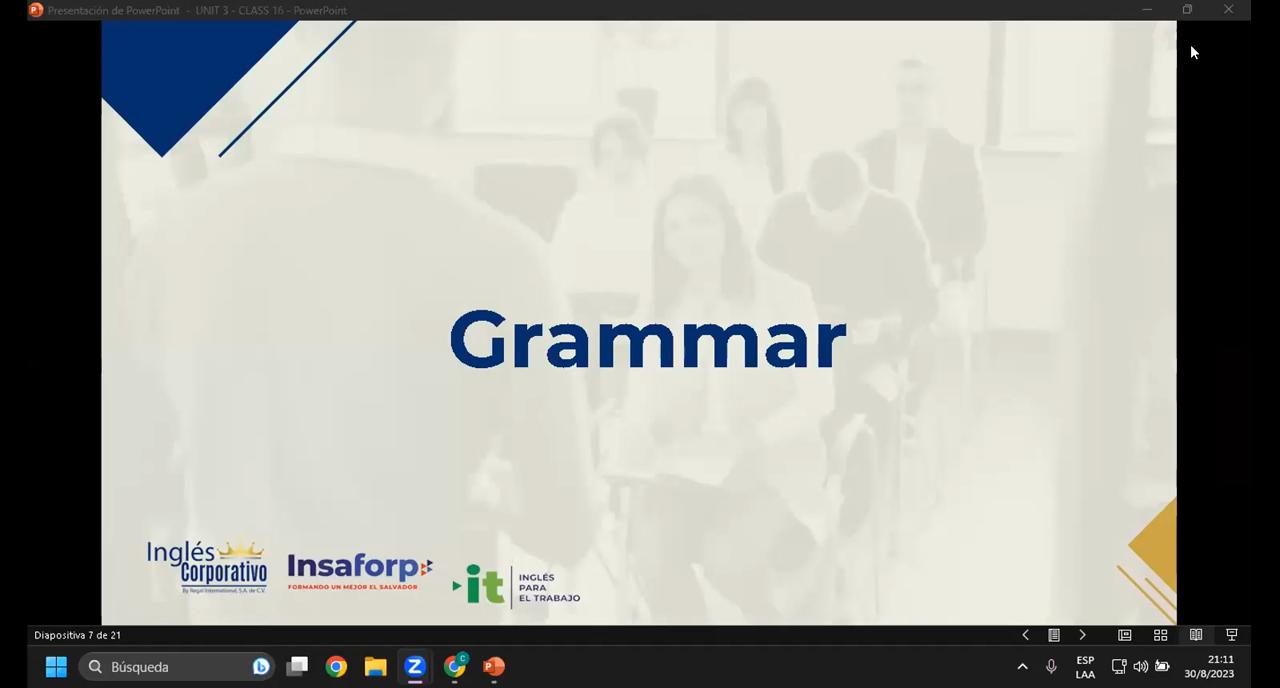 Presentación de PowerPoint - UNIT 3 - CLASS 16 - PowerPoint
Grammar
Inglés
Corporativo
By Regal International, S.A. de C.V.
Insaforp
FORMANDO UN MEJOR EL SALVADOR
it
INGLÉS
PARA
EL TRABAJO
Diapositiva 7 de 21
Búsqueda
ESP
LAA
21:11
30/8/2023